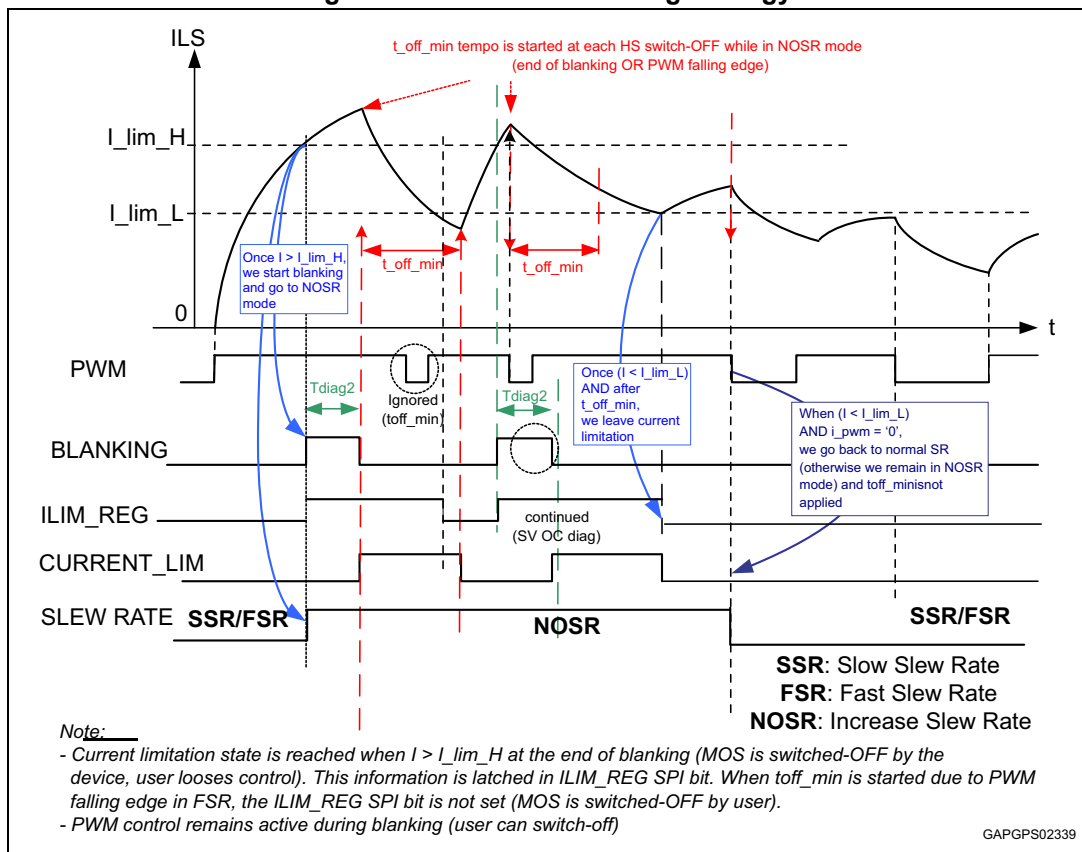 ILS
t_off_min tempo is started at each HS switch-OFF while in NOSR mode
(end of blanking OR PWM falling edge)
I_lim_H
I_lim_L
Once I > I_lim_H,
we start blanking
and go to NOSR
mode
t_off_min
t_off_min
0
t
PWM
Tdiag2
Ignored
(toff_min)
Tdiag2
Once (I < I_lim_L)
AND after
t_off_min,
we leave current
limitation
When (I < I_lim_L)
AND i_pwm = ‘0’,
we go back to normal SR
(otherwise we remain in NOSR
mode) and toff_minisnot
applied
BLANKING
ILIM_REG
continued
(SV OC diag)
CURRENT_LIM
SLEW RATE
SSR/FSR
NOSR
SSR/FSR
SSR: Slow Slew Rate
FSR: Fast Slew Rate
NOSR: Increase Slew Rate
Note:
- Current limitation state is reached when I > I_lim_H at the end of blanking (MOS is switched-OFF by the
device, user looses control). This information is latched in ILIM_REG SPI bit. When toff_min is started due to PWM
falling edge in FSR, the ILIM_REG SPI bit is not set (MOS is switched-OFF by user).
- PWM control remains active during blanking (user can switch-off)
GAPGPS02339